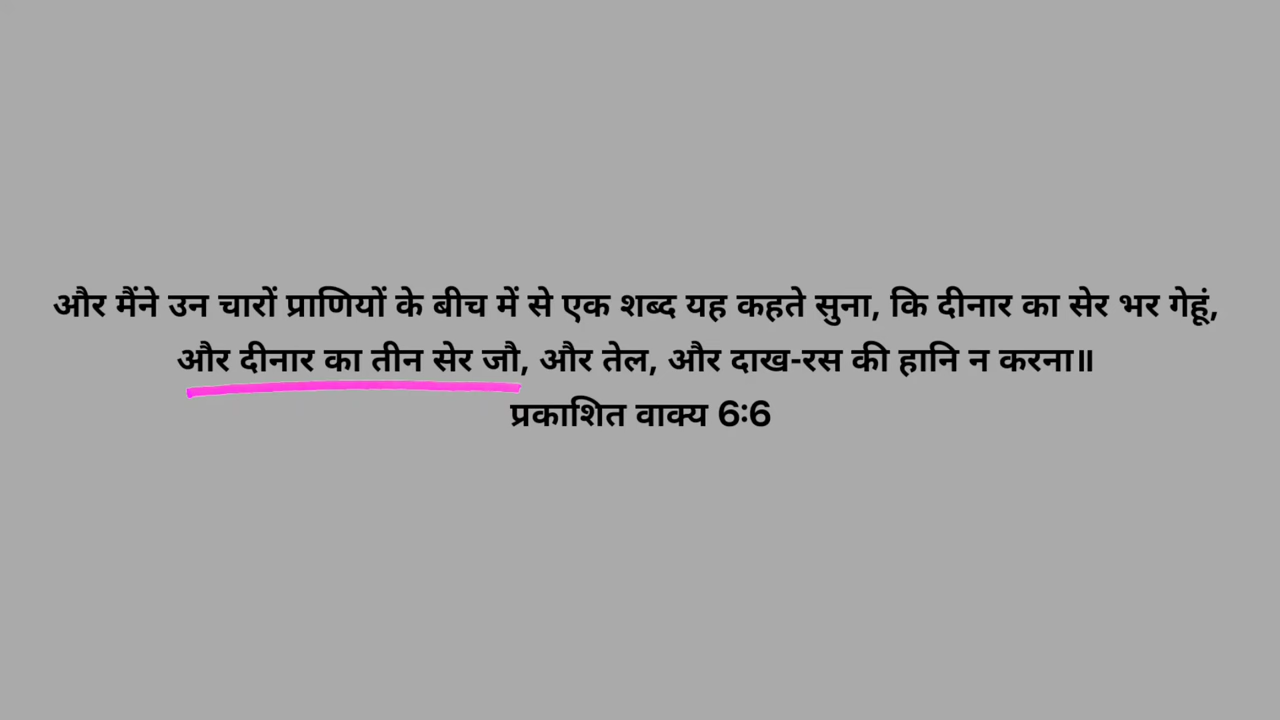 और मैंने उन चारों प्राणियों के बीच में से एक शब्द यह कहते सुना, कि दीनार का सेर भर गेहूं,
और दीनार का तीन सेर जौ, और तेल, और दाख-रस की हानि न करना॥
प्रकाशित वाक्य 6:6